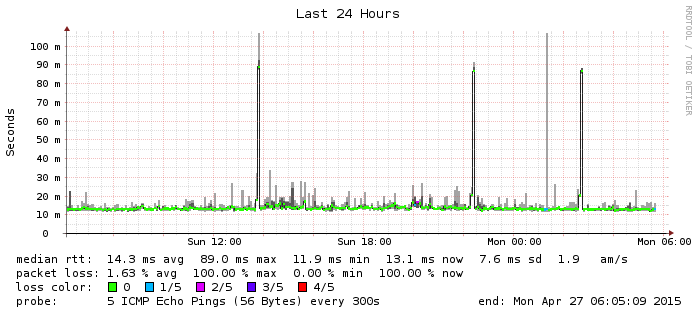 Last 24 Hours
RRDTOOL / TOBI OETIKER
Seconds
100 m
90 m
80 m
70 m
60 m
50 m
40 m
30 m
20 m
10 m
0
Sun 12:00 Sun 18:00 Mon 00:00 Mon 06:00
median rtt: 14.3 ms avg 89.0 ms max 11.9 ms min 13.1 ms now 7.6 ms sd 1.9 am/s
packet loss: 1.63 % avg 100.00 % max 0.00 % min 100.00 % now
loss color: 0 1/5 2/5 3/5 4/5
probe: 5 ICMP Echo Pings (56 Bytes) every 300s end: Mon Apr 27 06:05:09 2015